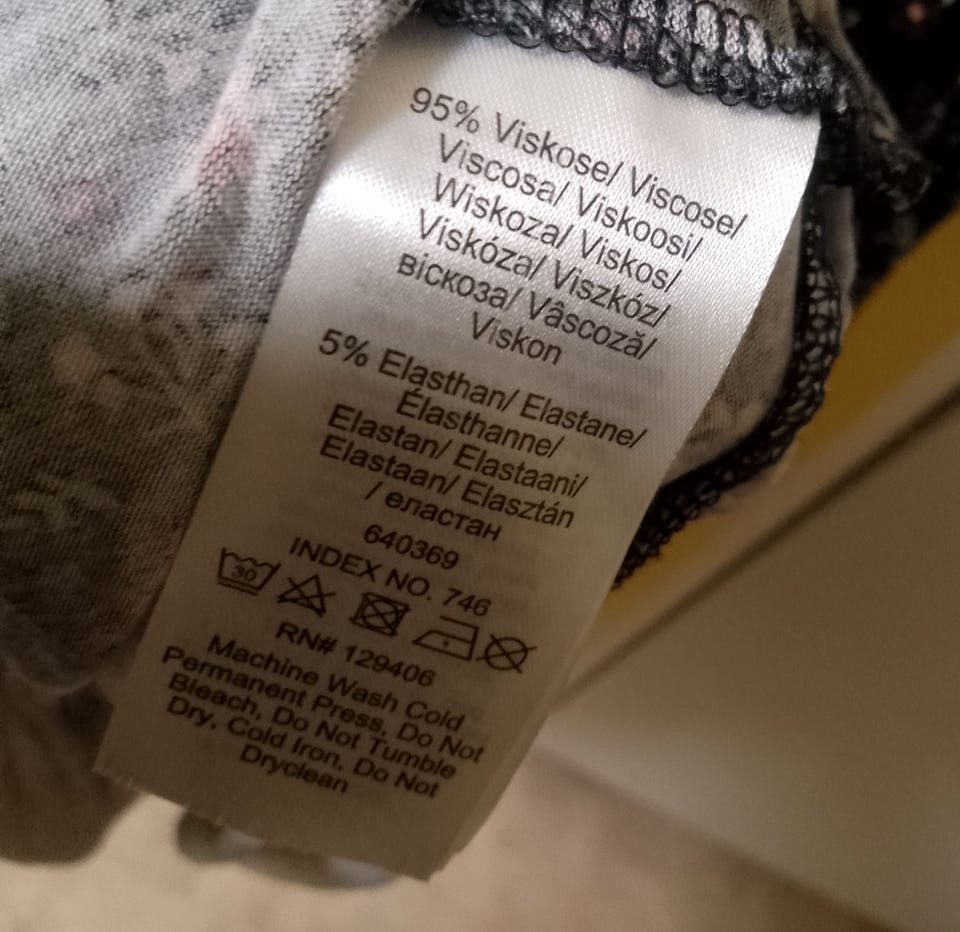 95% Viskose/ Viscose/
Viscosa/ Viskoosi/
Wiskoza/ Viskos/
Viskóza/ Viszkóz/
віскоза/ Vâscoză/
Viskon
5% Elasthan/ Elastane/
Élasthanne/
Elastan/ Elastaani/
Elastaan/ Elasztán
/ еластан
640369
INDEX NO. 746
30
RN# 129406
Machine Wash Cold
Permanent Press, Do Not
Bleach, Do Not Tumble
Dry, Cold Iron, Do Not
Dryclean